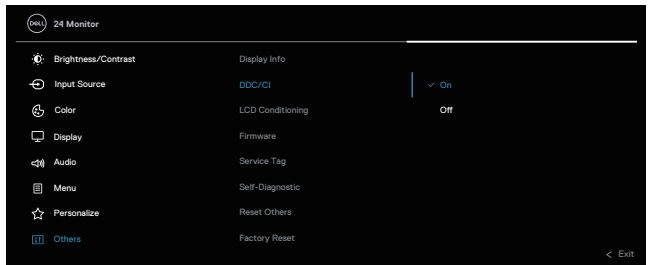 DELL 24 Monitor
Brightness/Contrast Display Info
Input Source DDC/CI On
Color LCD Conditioning Off
Display Firmware
Audio Service Tag
Menu Self-Diagnostic
Personalize Reset Others
Others Factory Reset
< Exit